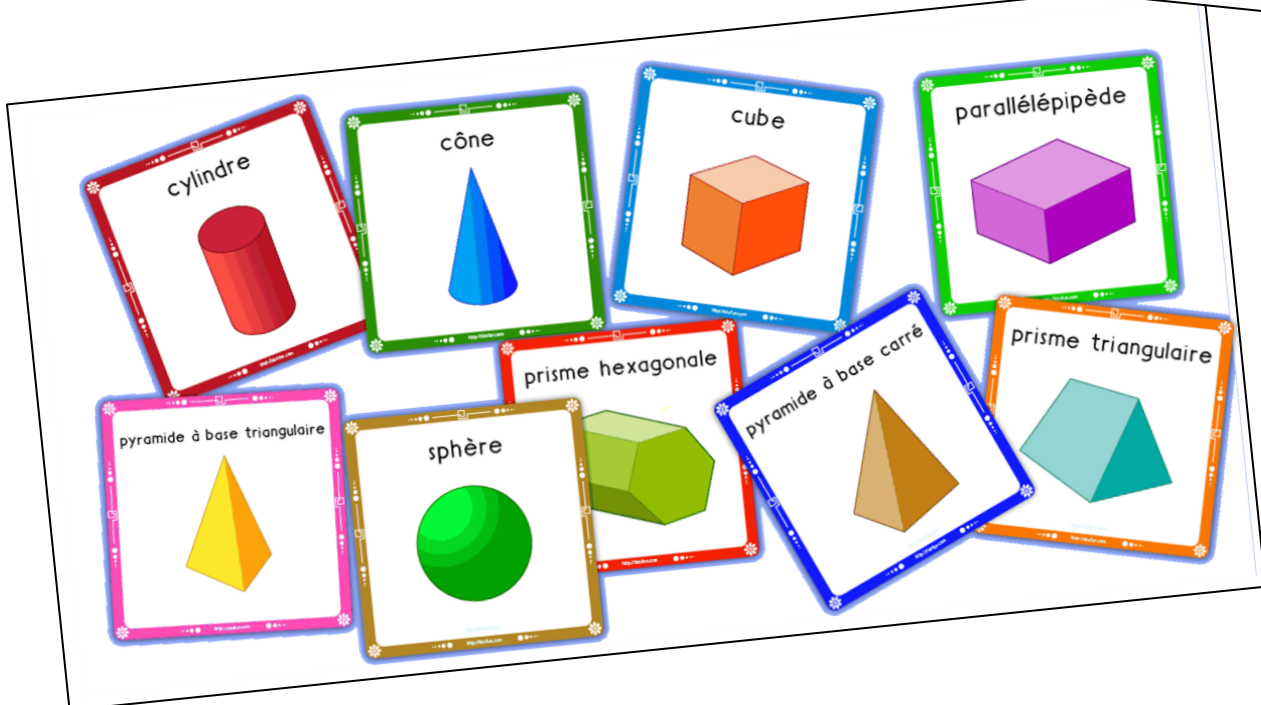 cylindre
cône
cube
parallélépipède
prisme hexagonale
pyramide à base carré
prisme triangulaire
pyramide à base triangulaire
sphère